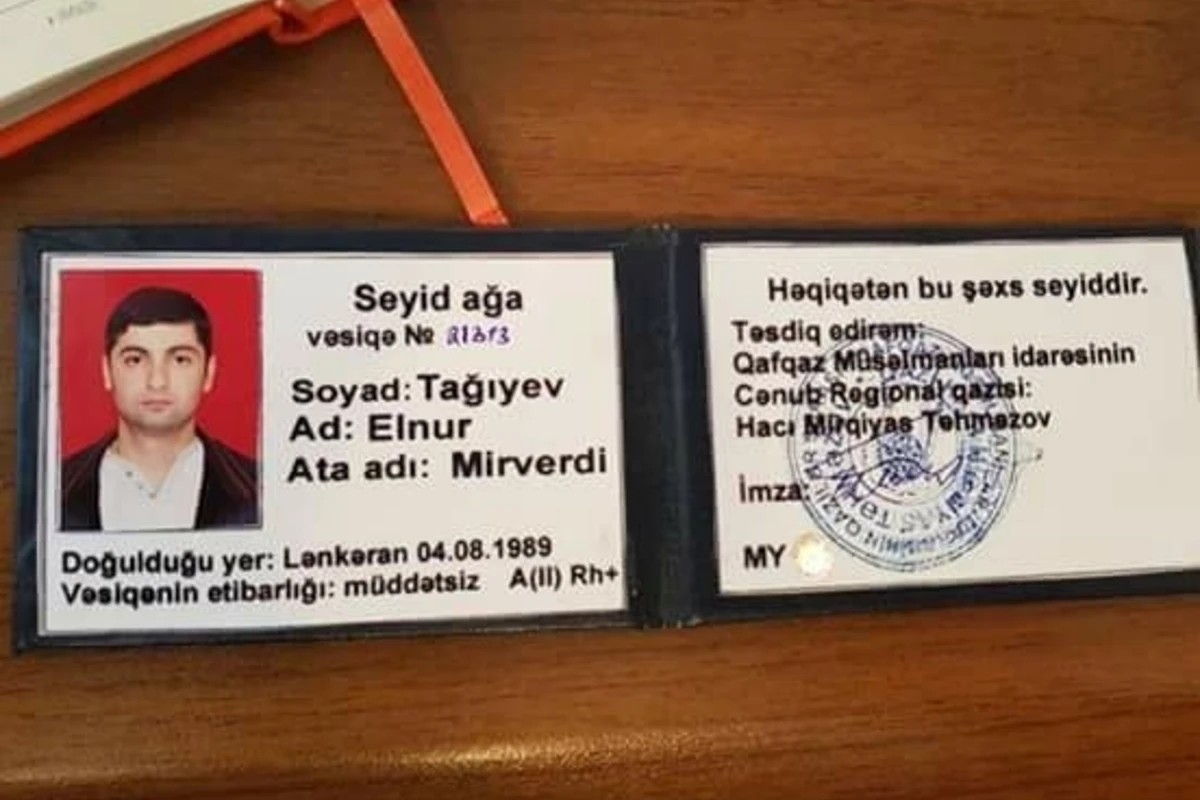 Seyid ağa
vəsiqə №
Soyad: Tağıyev
Ad: Elnur
Ata adı: Mirverdi
Doğulduğu yer: Lənkəran 04.08.1989
Vəsiqənin etibarlığı: müddətsiz A(II) Rh+
Həqiqətən bu şəxs seyiddir.
Təsdiq edirəm:
Qafqaz Müsəlmanları idarəsinin
Cənub Regional qazisi:
Hacı Mirqiyas Təhməzov
İmza:
MY